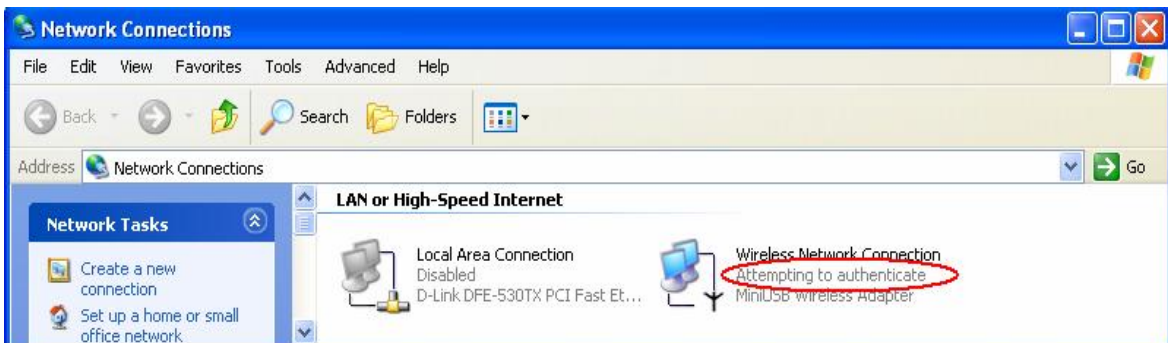 Network Connections
File Edit View Favorites Tools Advanced Help
Back Search Folders
Address Network Connections Go
Network Tasks
Create a new
connection
Set up a home or small
office network
LAN or High-Speed Internet
Local Area Connection
Disabled
D-Link DFE-530TX PCI Fast Et...
Wireless Network Connection
Attempting to authenticate
MiniUSB Wireless Adapter